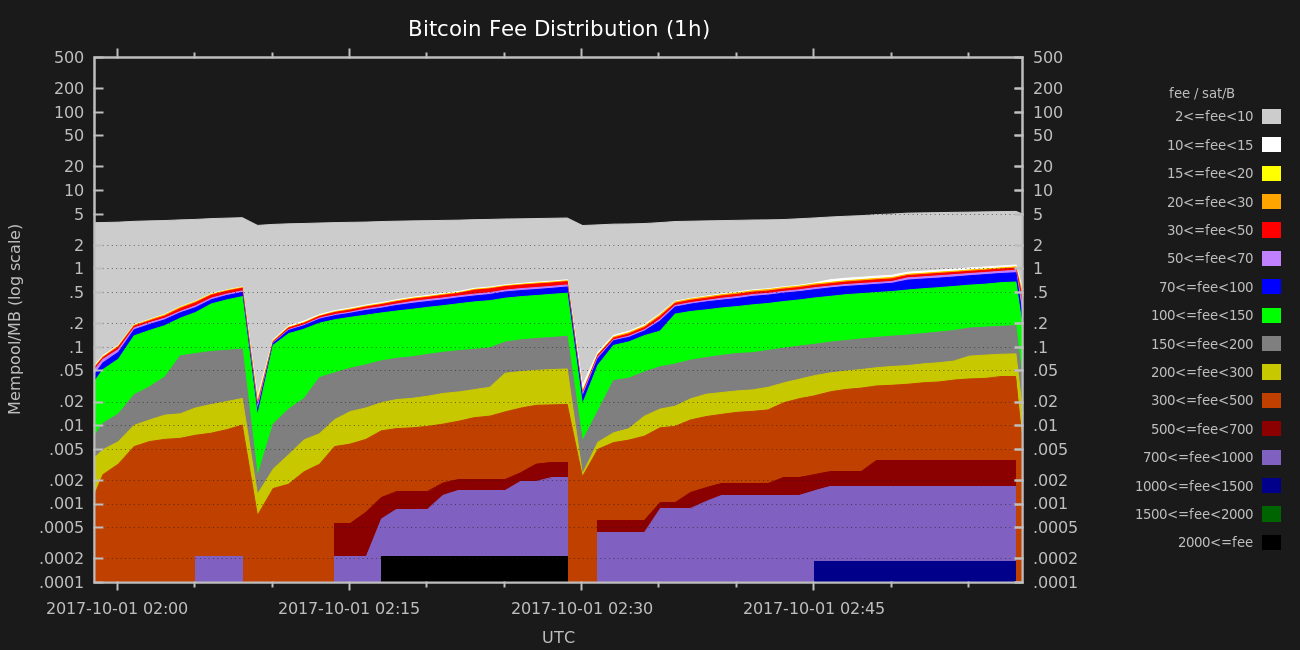 Bitcoin Fee Distribution (1h)
Mempool/MB (log scale)
500
200
100
50
20
10
5
2
1
.5
.2
.1
.05
.02
.01
.005
.002
.001
.0005
.0002
.0001
500
200
100
50
20
10
5
2
1
.5
.2
.1
.05
.02
.01
.005
.002
.001
.0005
.0002
.0001
2017-10-01 02:00
2017-10-01 02:15
2017-10-01 02:30
2017-10-01 02:45
UTC
fee / sat/B
2<=fee<10
10<=fee<15
15<=fee<20
20<=fee<30
30<=fee<50
50<=fee<70
70<=fee<100
100<=fee<150
150<=fee<200
200<=fee<300
300<=fee<500
500<=fee<700
700<=fee<1000
1000<=fee<1500
1500<=fee<2000
2000<=fee